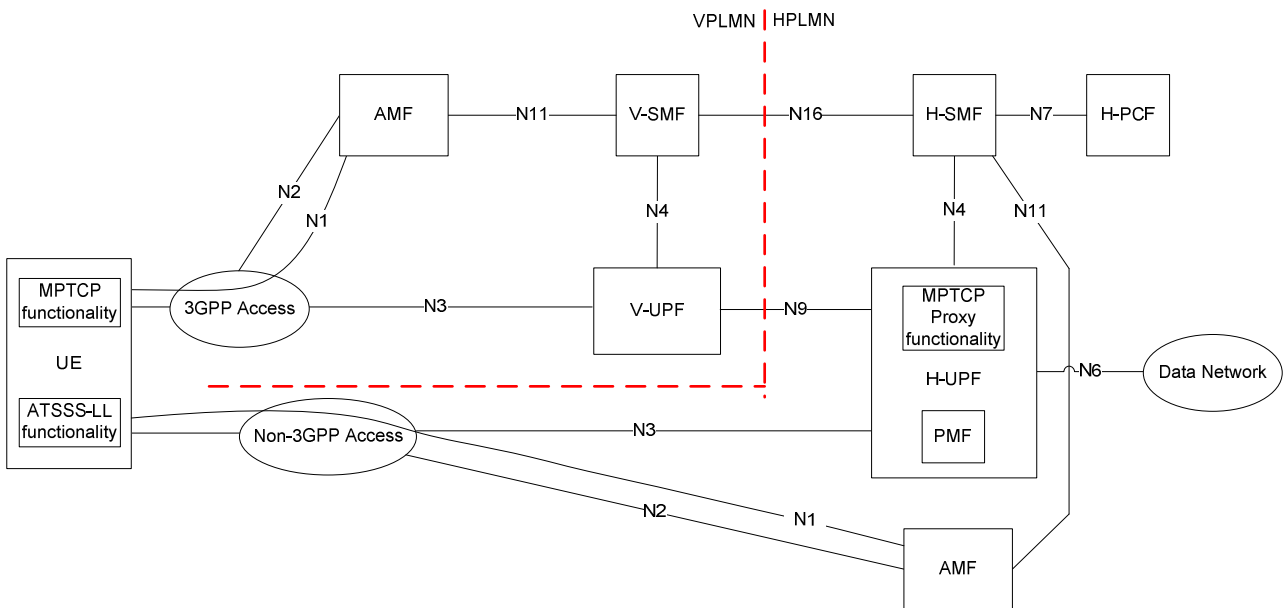 VPLMN HPLMN
AMF
N11
V-SMF
N16
H-SMF
N7
H-PCF
N2
N1
N4
N4
N11
MPTCP
functionality
3GPP Access
N3
V-UPF
N9
MPTCP
Proxy
functionality
UE
H-UPF
N6
Data Network
ATSSS-LL
functionality
Non-3GPP Access
N3
PMF
N2
N1
AMF